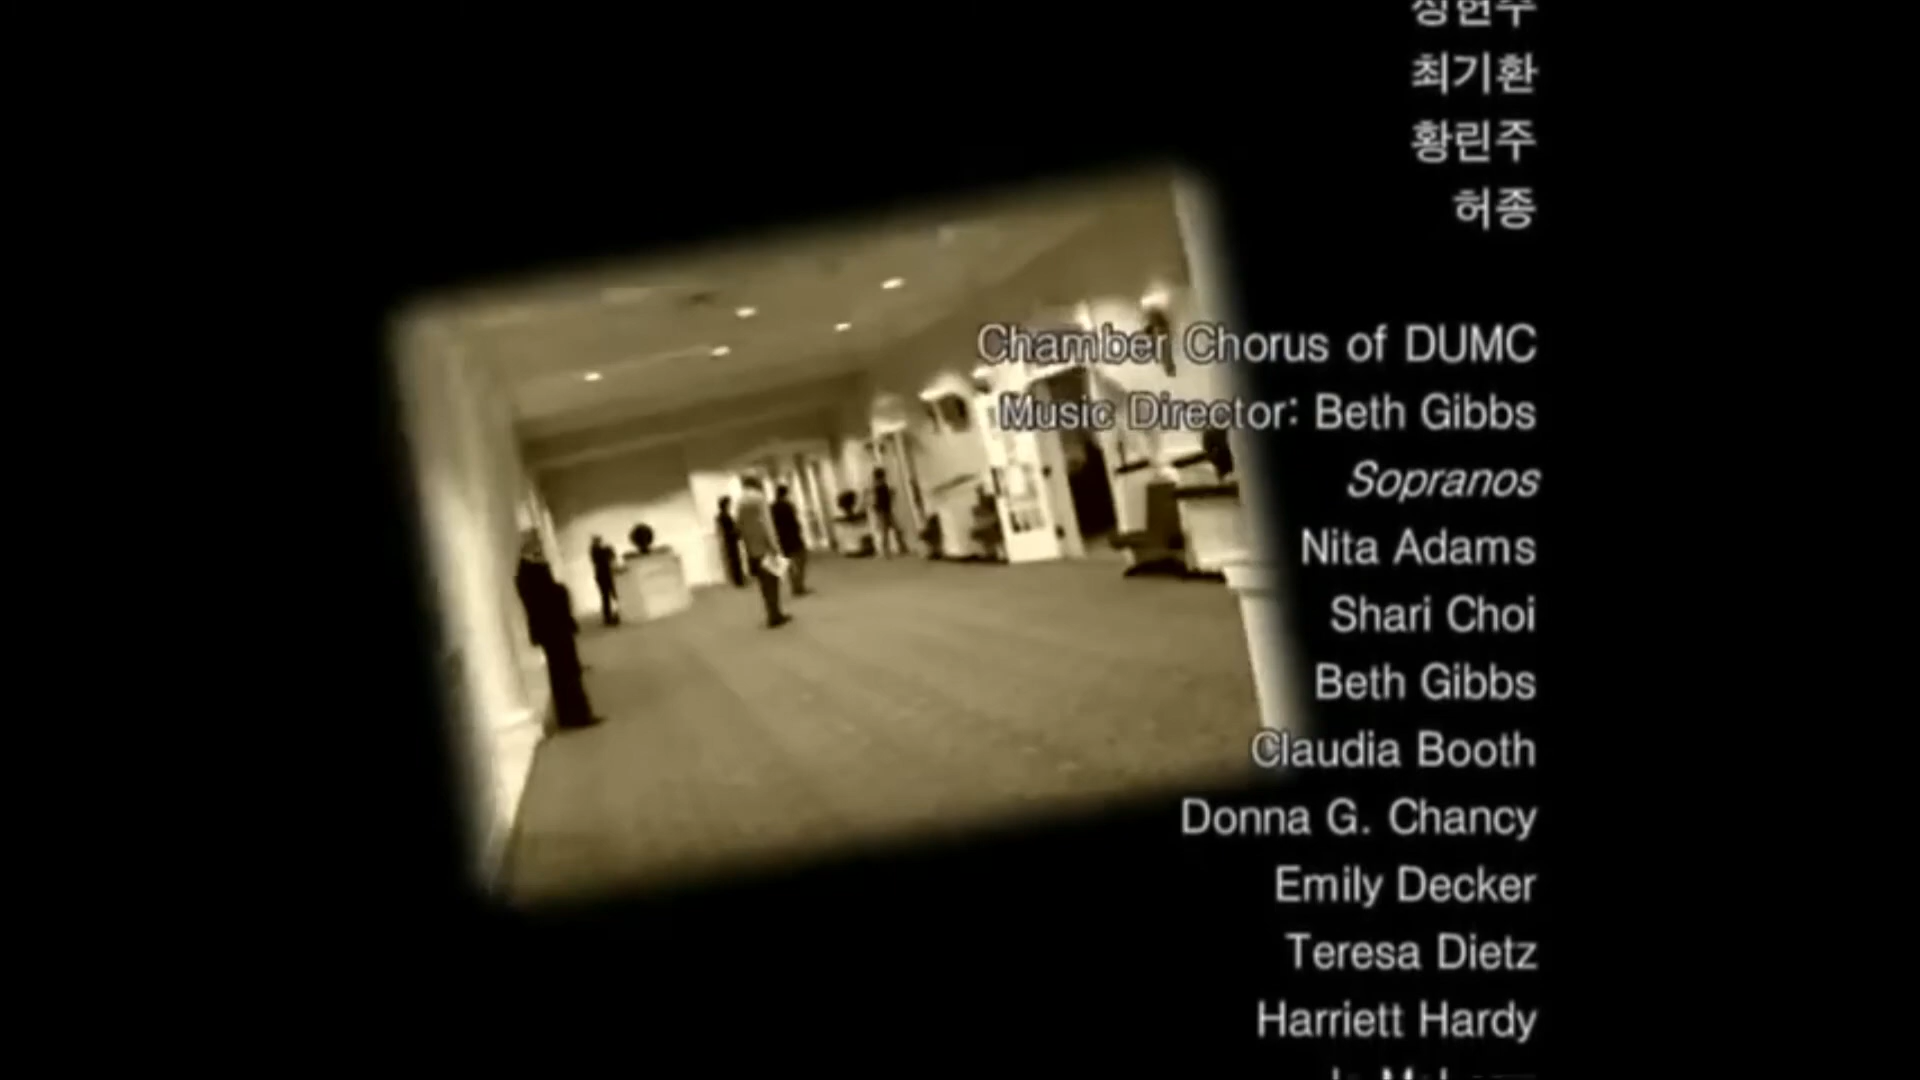 최기환
황린주
허종
Chamber Chorus of DUMC
Music Director: Beth Gibbs
Sopranos
Nita Adams
Shari Choi
Beth Gibbs
Claudia Booth
Donna G. Chancy
Emily Decker
Teresa Dietz
Harriett Hardy